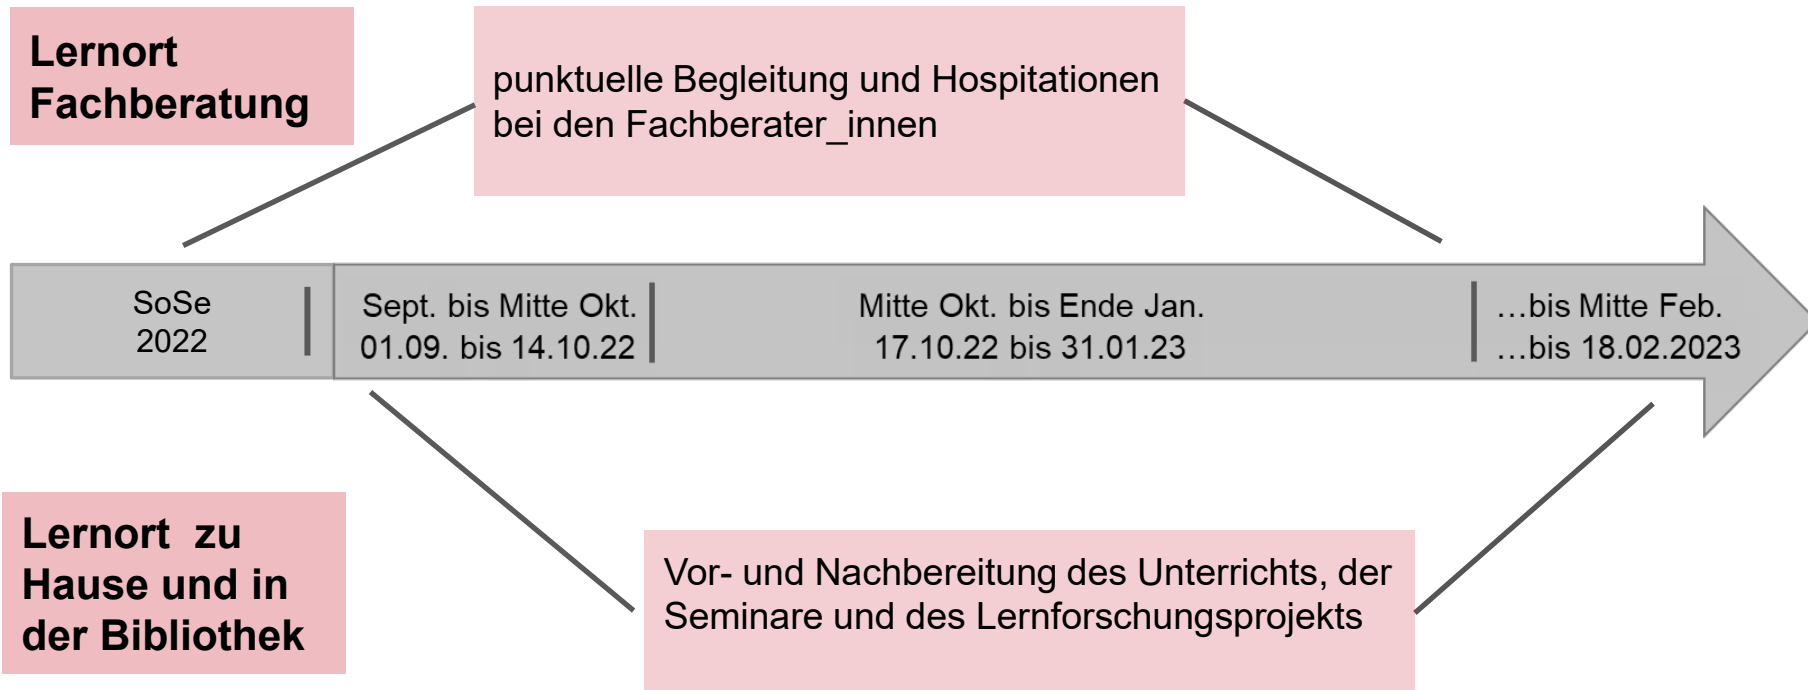 Lernort
Fachberatung
punktuelle Begleitung und Hospitationen
bei den Fachberater_innen
SoSe
2022
Sept. bis Mitte Okt.
01.09. bis 14.10.22
Mitte Okt. bis Ende Jan.
17.10.22 bis 31.01.23
…bis Mitte Feb.
…bis 18.02.2023
Lernort  zu
Hause und in
der Bibliothek
Vor- und Nachbereitung des Unterrichts, der
Seminare und des Lernforschungsprojekts